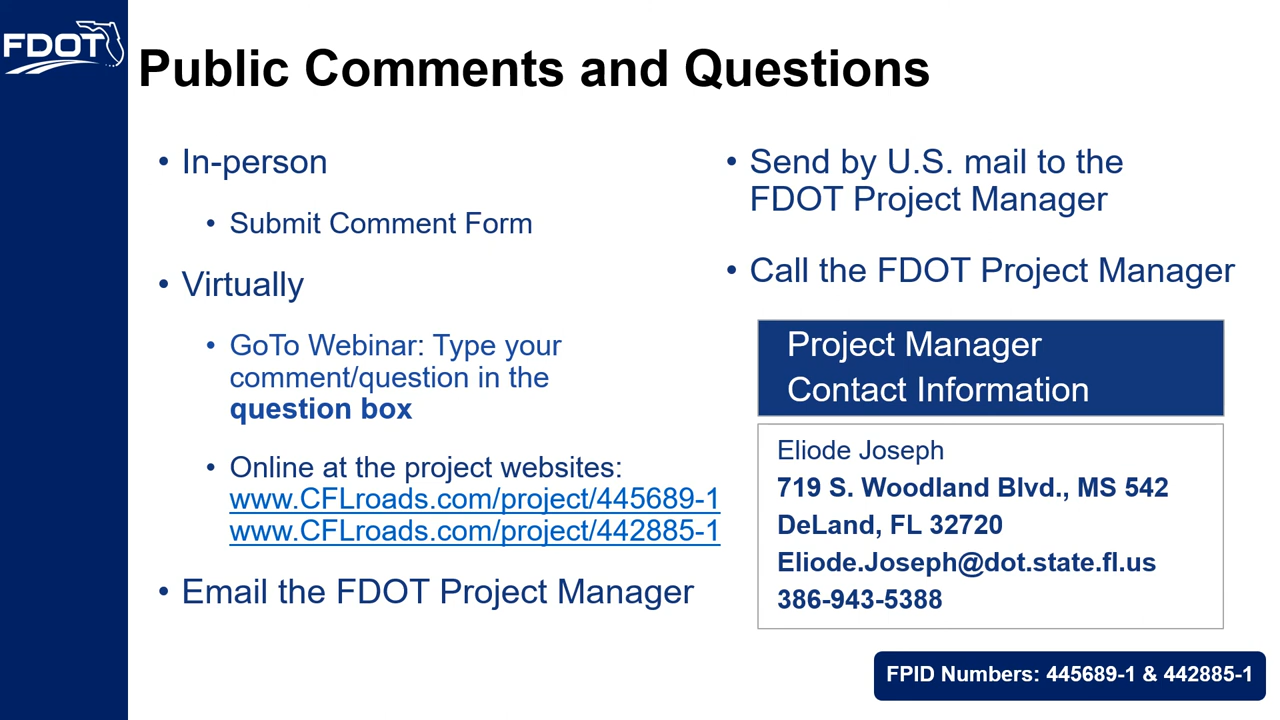 FDOT
Public Comments and Questions
• In-person
• Submit Comment Form
• Virtually
• GoTo Webinar: Type your
comment/question in the
question box
• Online at the project websites:
www.CFLroads.com/project/445689-1
www.CFLroads.com/project/442885-1
• Email the FDOT Project Manager
• Send by U.S. mail to the
FDOT Project Manager
• Call the FDOT Project Manager
Project Manager
Contact Information
Eliode Joseph
719 S. Woodland Blvd., MS 542
DeLand, FL 32720
Eliode.Joseph@dot.state.fl.us
386-943-5388
FPID Numbers: 445689-1 & 442885-1